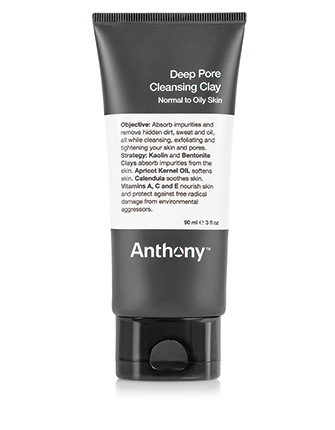 Deep Pore
Cleansing Clay
Normal to Oily Skin
Objective: Absorb impurities and
remove hidden dirt, sweat and oil,
all while cleansing, exfoliating and
tightening your skin and pores.
Strategy: Kaolin and Bentonite
Clays absorb impurities from the
skin. Apricot Kernel OIL softens
skin. Calendula soothes skin.
Vitamins A, C and E nourish skin
and protect against free radical
damage from environmental
aggressors.
90 ml e 3 fl oz
Anthony™